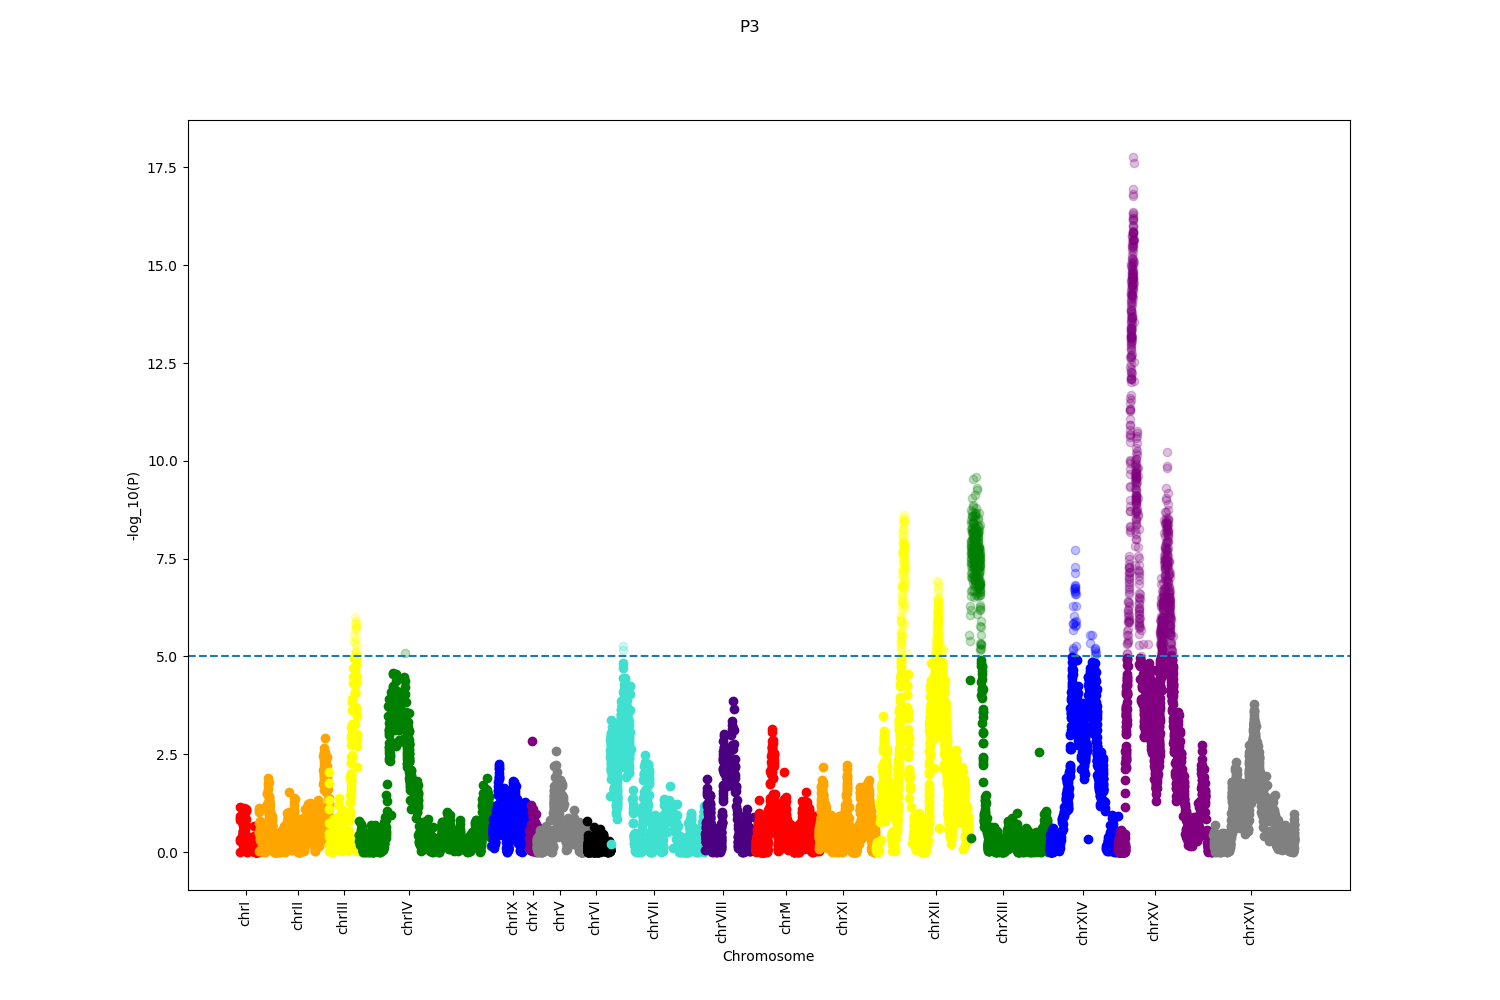 P3
17.5
15.0
12.5
10.0
7.5
5.0
2.5
0.0
-log_10(P)
chrI
chrII
chrIII
chrIV
chrIX
chrX
chrV
chrVI
chrVII
chrVIII
chrM
chrXI
chrXII
chrXIII
chrXIV
chrXV
chrXVI
Chromosome